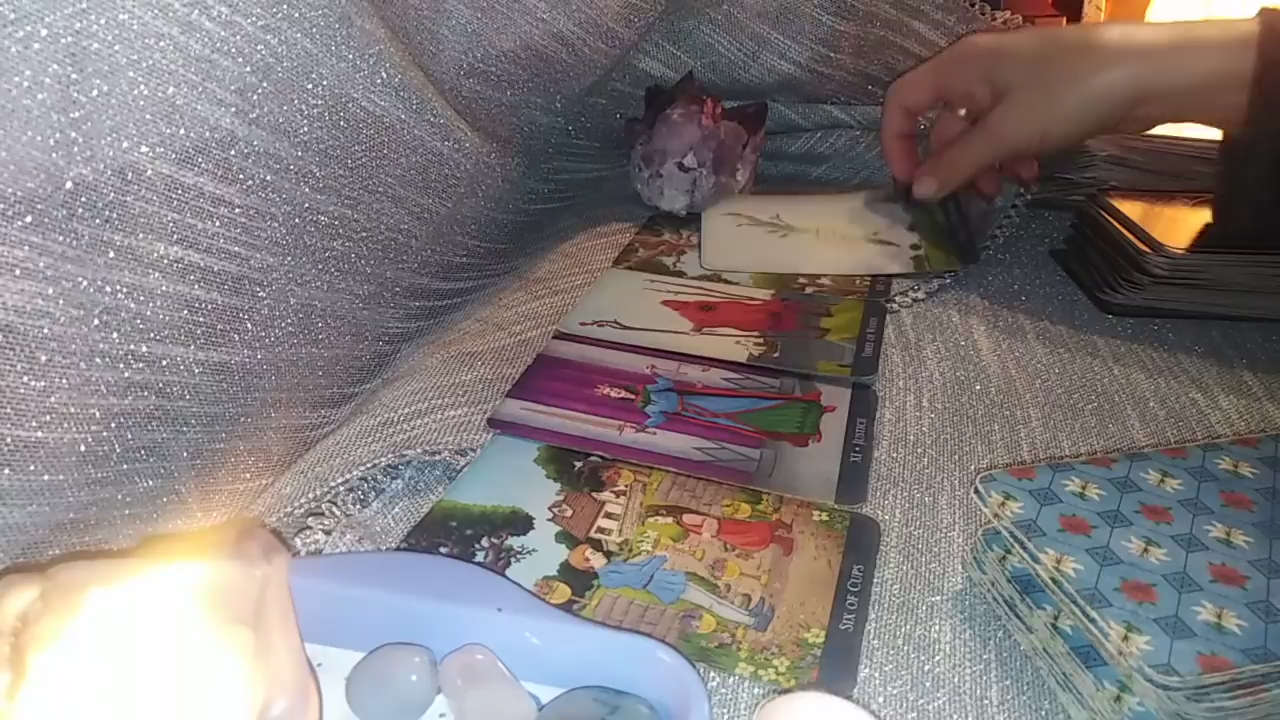 Three of Wands
XI • Justice
Six of Cups